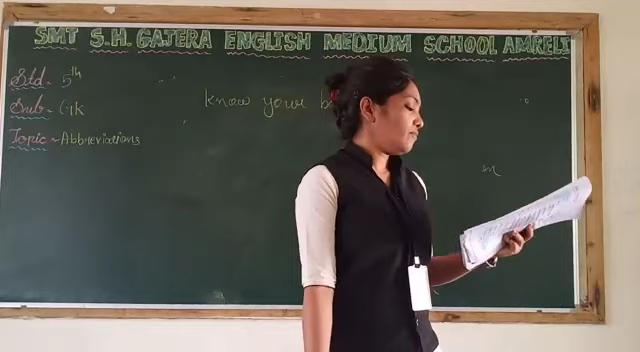 SMT S.H. GAJERA ENGLISH MEDIUM SCHOOL AMRELI
Std - 5th
Sub - GK
Topic - Abbreviations
know your